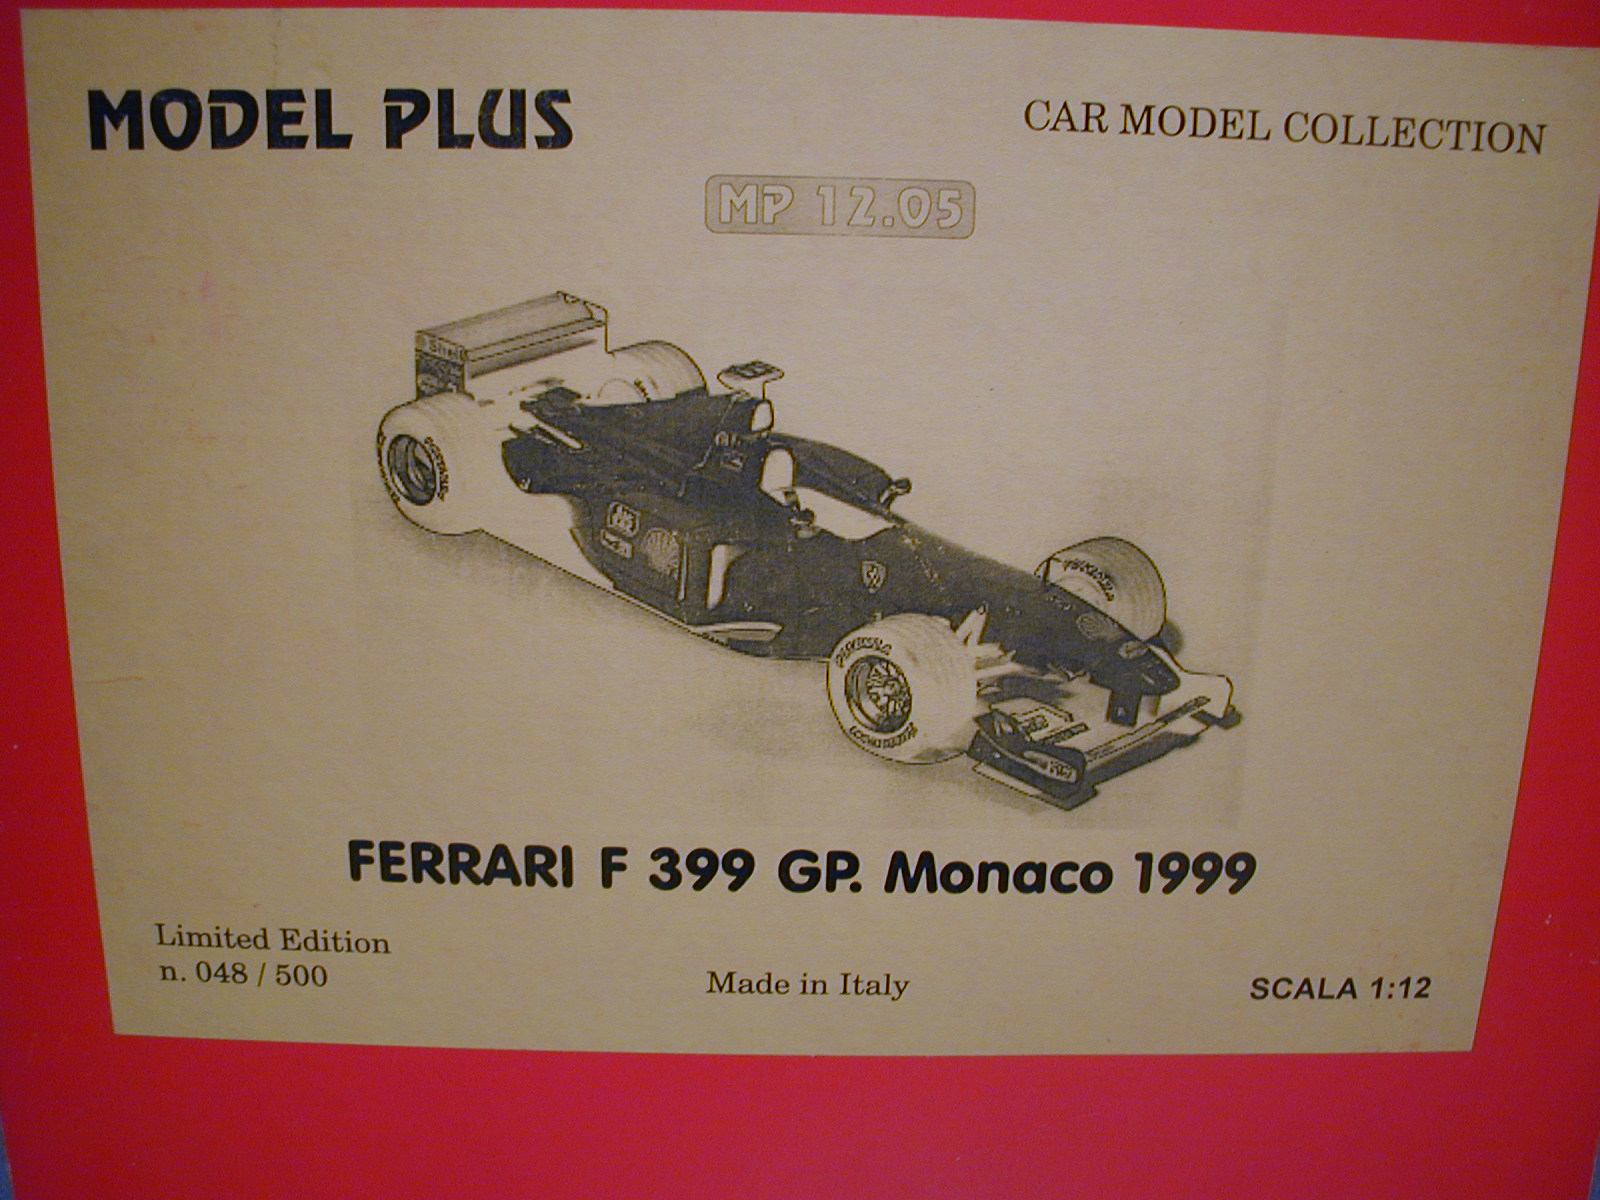 MODEL PLUS
CAR MODEL COLLECTION
MP 12.05
Shell
FERRARI F 399 GP. Monaco 1999
Limited Edition
n. 048 / 500
Made in Italy
SCALA 1:12